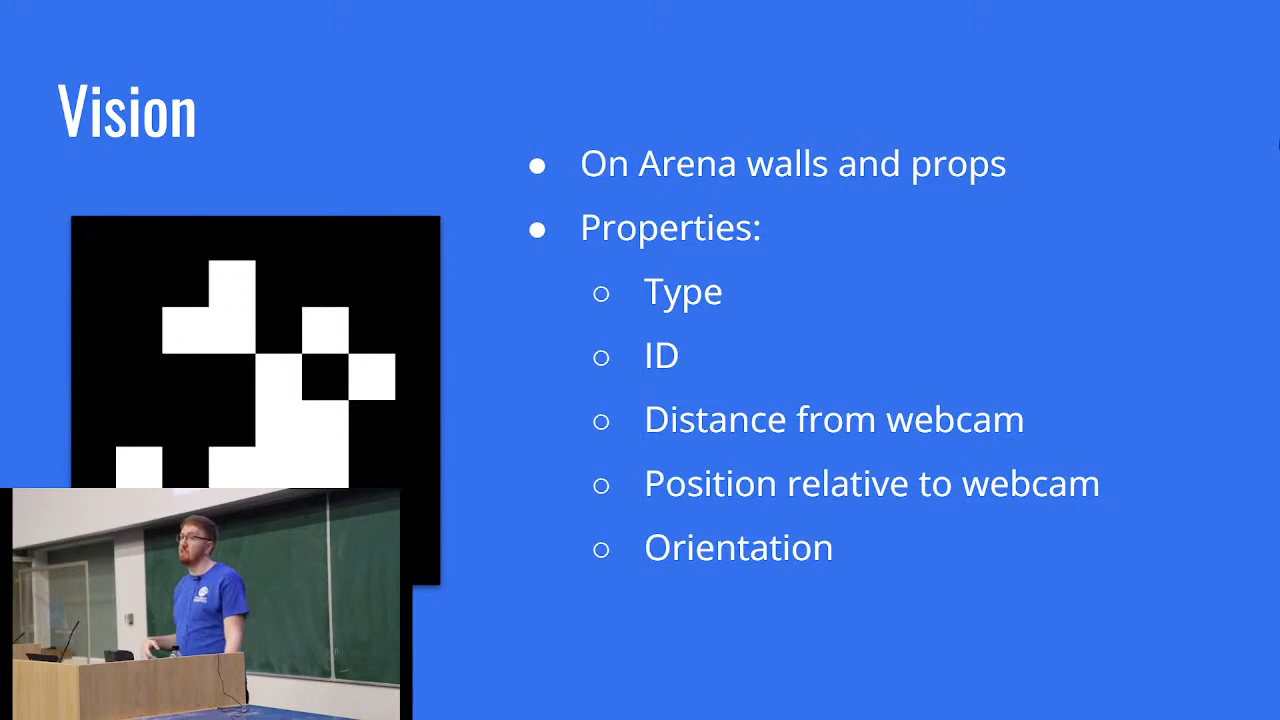 Vision
On Arena walls and props
Properties:
Type
ID
Distance from webcam
Position relative to webcam
Orientation